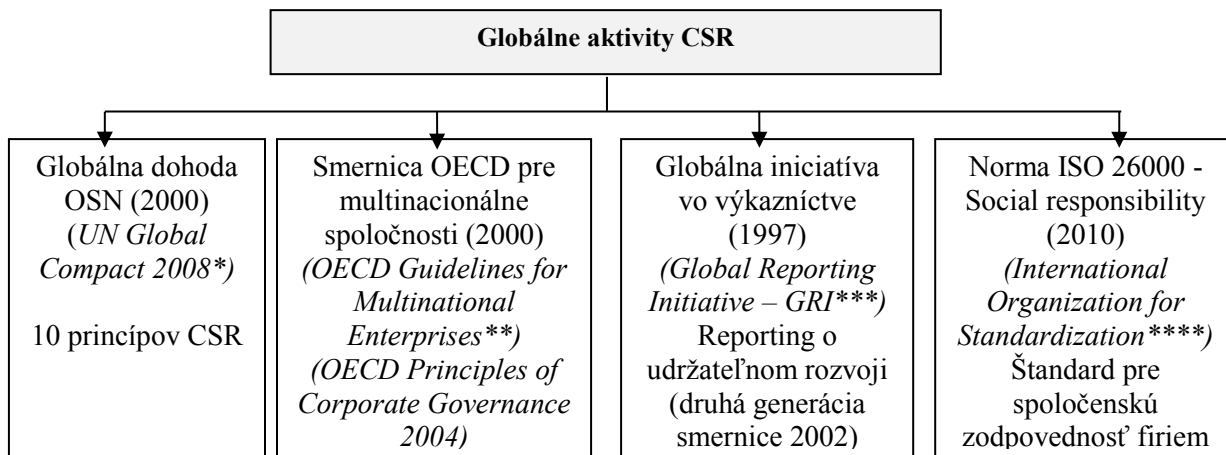 Globálne aktivity CSR
Globálna dohoda
OSN (2000)
(UN Global
Compact 2008*)
10 princípov CSR
Smernica OECD pre
multinacionálne
spoločnosti (2000)
(OECD Guidelines for
Multinational
Enterprises**)
(OECD Principles of
Corporate Governance
2004)
Globálna iniciatíva
vo výkazníctve
(1997)
(Global Reporting
Initiative – GRI***)
Reporting o
udržateľnom rozvoji
(druhá generácia
smernice 2002)
Norma ISO 26000 -
Social responsibility
(2010)
(International
Organization for
Standardization****)
Štandard pre
spoločenskú
zodpovednosť firiem